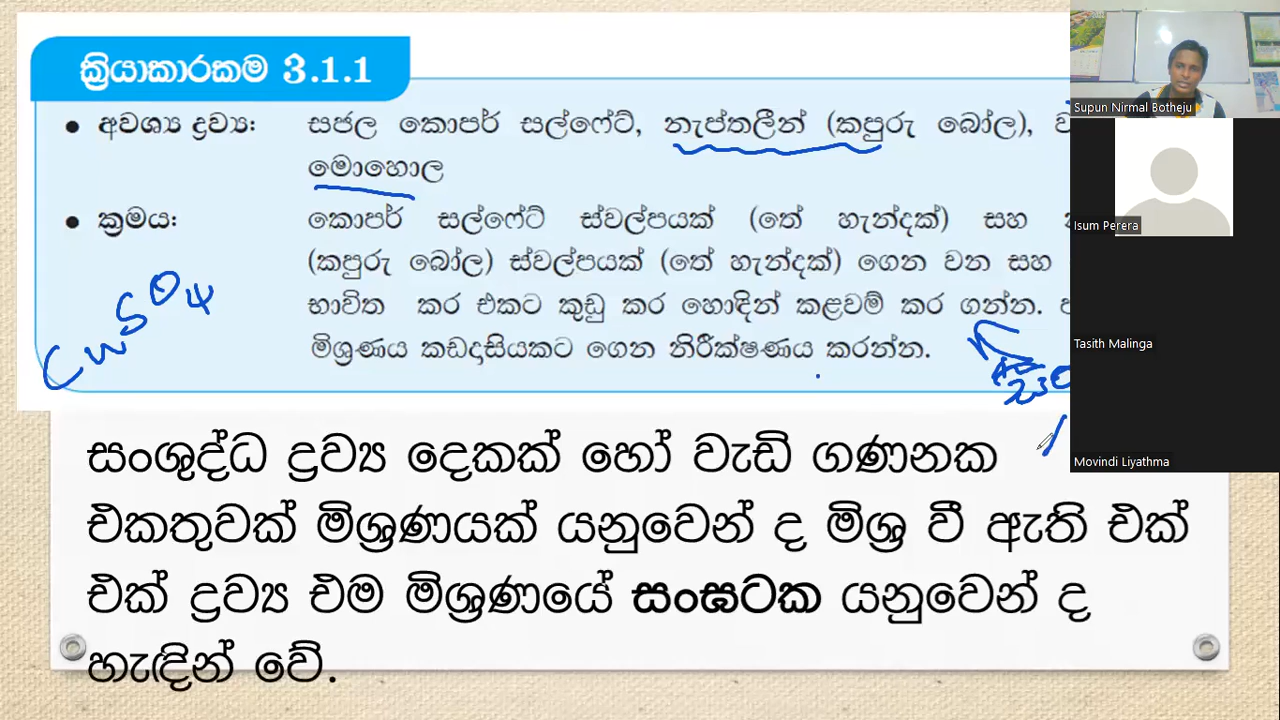 ක්‍රියාකාරකම 3.1.1
• අවශ්‍ය ද්‍රව්‍ය: සජල කොපර් සල්ෆේට්, නැප්තලීන් (කපුරු බෝල),
මොහොල
• ක්‍රමය: කොපර් සල්ෆේට් ස්වල්පයක් (තේ හැන්දක්) සහ
(කපුරු බෝල) ස්වල්පයක් (තේ හැන්දක්) ගෙන වන සහ
භාවිත කර එකට කුඩු කර හොඳින් කළවම් කර ගන්න.
මිශ්‍රණය කඩදාසියකට ගෙන නිරීක්ෂණය කරන්න.
CuSO4
සංශුද්ධ ද්‍රව්‍ය දෙකක් හෝ වැඩි ගණනක
එකතුවක් මිශ්‍රණයක් යනුවෙන් ද මිශ්‍ර වී ඇති එක්
එක් ද්‍රව්‍ය එම මිශ්‍රණයේ සංඝටක යනුවෙන් ද
හැඳින් වේ.
Supun Nirmal Botheju
Isum Perera
Tasith Malinga
Movindi Liyathma